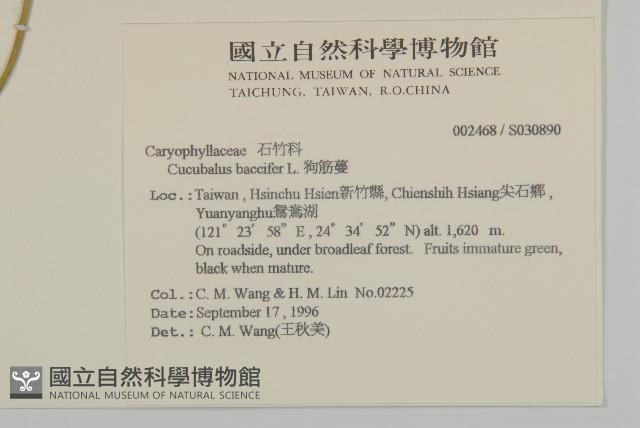 國立自然科學博物館
NATIONAL MUSEUM OF NATURAL SCIENCE
TAICHUNG, TAIWAN, R.O.CHINA
002468 / S030890
Caryophyllaceae 石竹科
Cucubalus baccifer L. 狗筋蔓
Loc.:Taiwan , Hsinchu Hsien新竹縣, Chienshih Hsiang尖石鄉 ,
Yuanyanghu鴛鴦湖
(121° 23' 58" E , 24° 34' 52" N) alt. 1,620 m.
On roadside, under broadleaf forest. Fruits immature green,
black when mature.
Col.: C. M. Wang & H. M. Lin No.02225
Date:September 17 , 1996
Det.: C. M. Wang(王秋美)
國立自然科學博物館
NATIONAL MUSEUM OF NATURAL SCIENCE